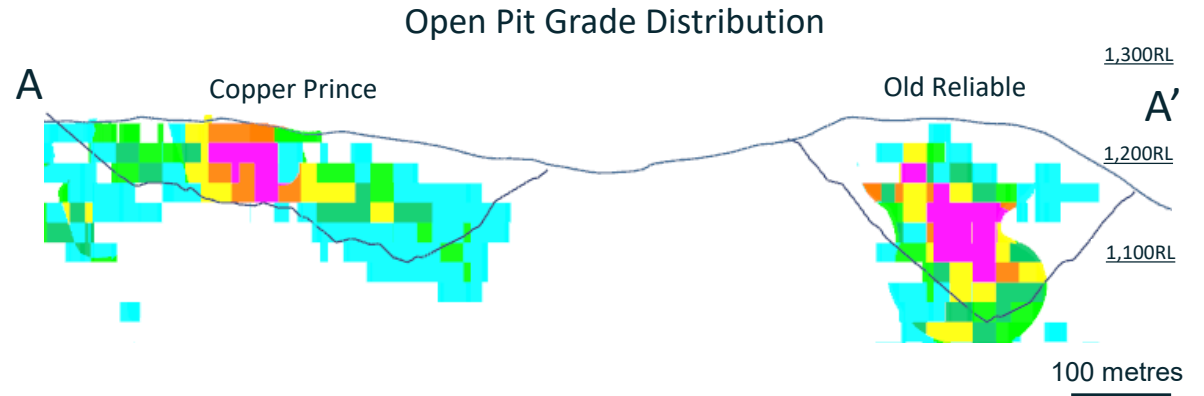 Open Pit Grade Distribution
1,300RL
A
Copper Prince
Old Reliable
A’
1,200RL
1,100RL
100 metres